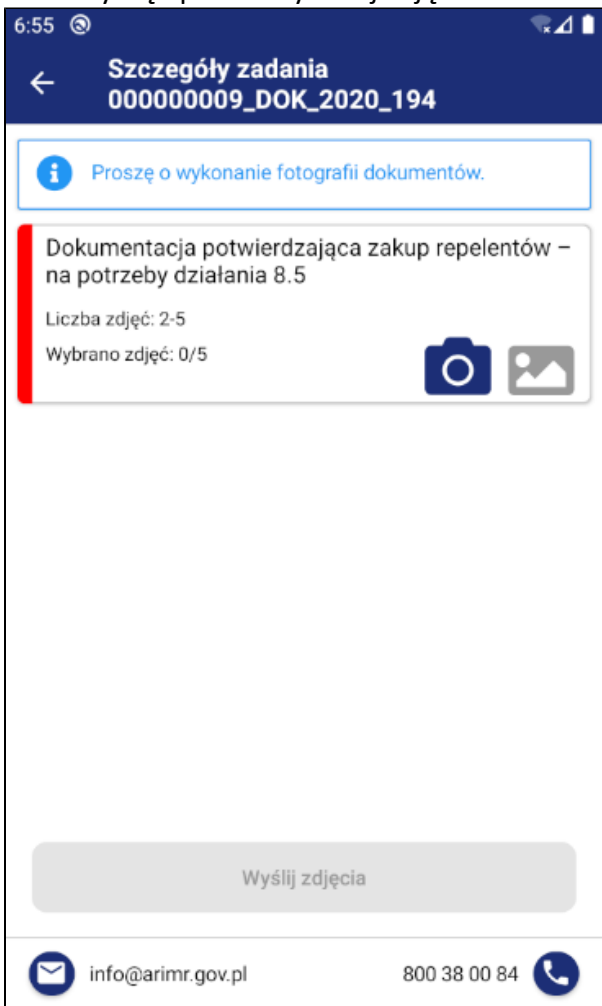 6:55
Szczegóły zadania
000000009_DOK_2020_194
Proszę o wykonanie fotografii dokumentów.
Dokumentacja potwierdzająca zakup repelentów –
na potrzeby działania 8.5
Liczba zdjęć: 2-5
Wybrano zdjęć: 0/5
Wyślij zdjęcia
info@arimr.gov.pl 800 38 00 84